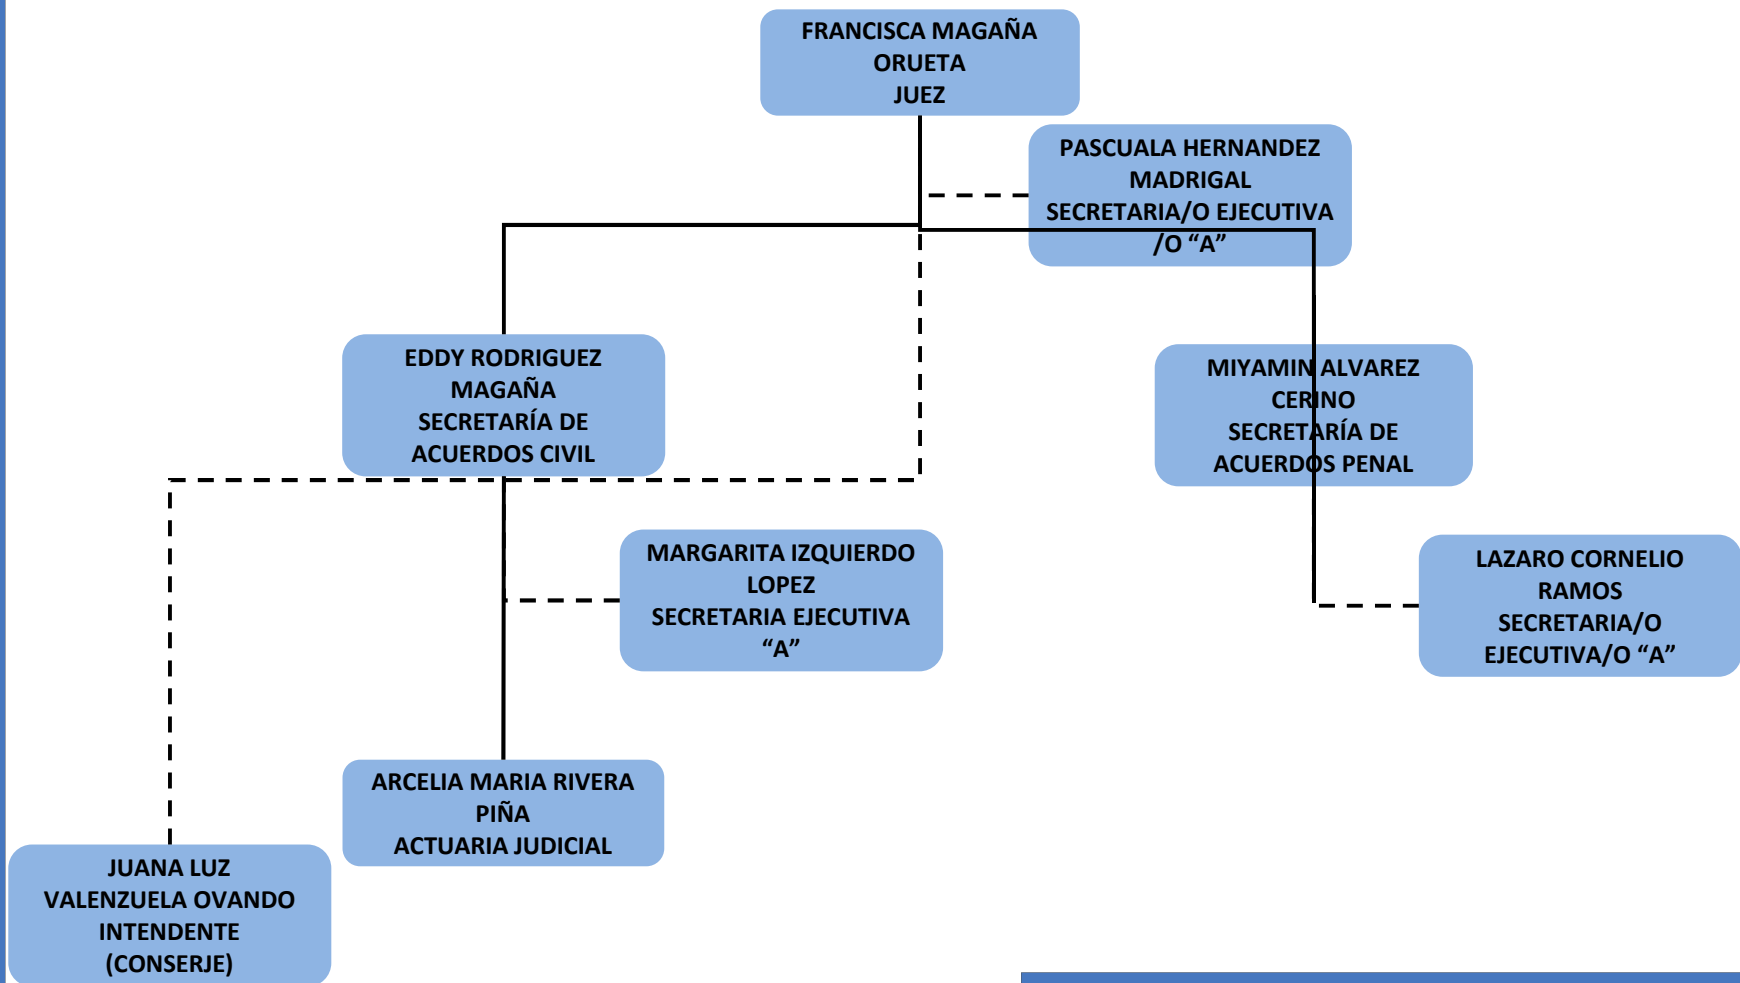 FRANCISCA MAGAÑA
ORUETA
JUEZ
PASCUALA HERNANDEZ
MADRIGAL
SECRETARIA/O EJECUTIVA
/O “A”
EDDY RODRIGUEZ
MAGAÑA
SECRETARÍA DE
ACUERDOS CIVIL
MIYAMIN ALVAREZ
CERINO
SECRETARÍA DE
ACUERDOS PENAL
MARGARITA IZQUIERDO
LOPEZ
SECRETARIA EJECUTIVA
“A”
LAZARO CORNELIO
RAMOS
SECRETARIA/O
EJECUTIVA/O “A”
ARCELIA MARIA RIVERA
PIÑA
ACTUARIA JUDICIAL
JUANA LUZ
VALENZUELA OVANDO
INTENDENTE
(CONSERJE)